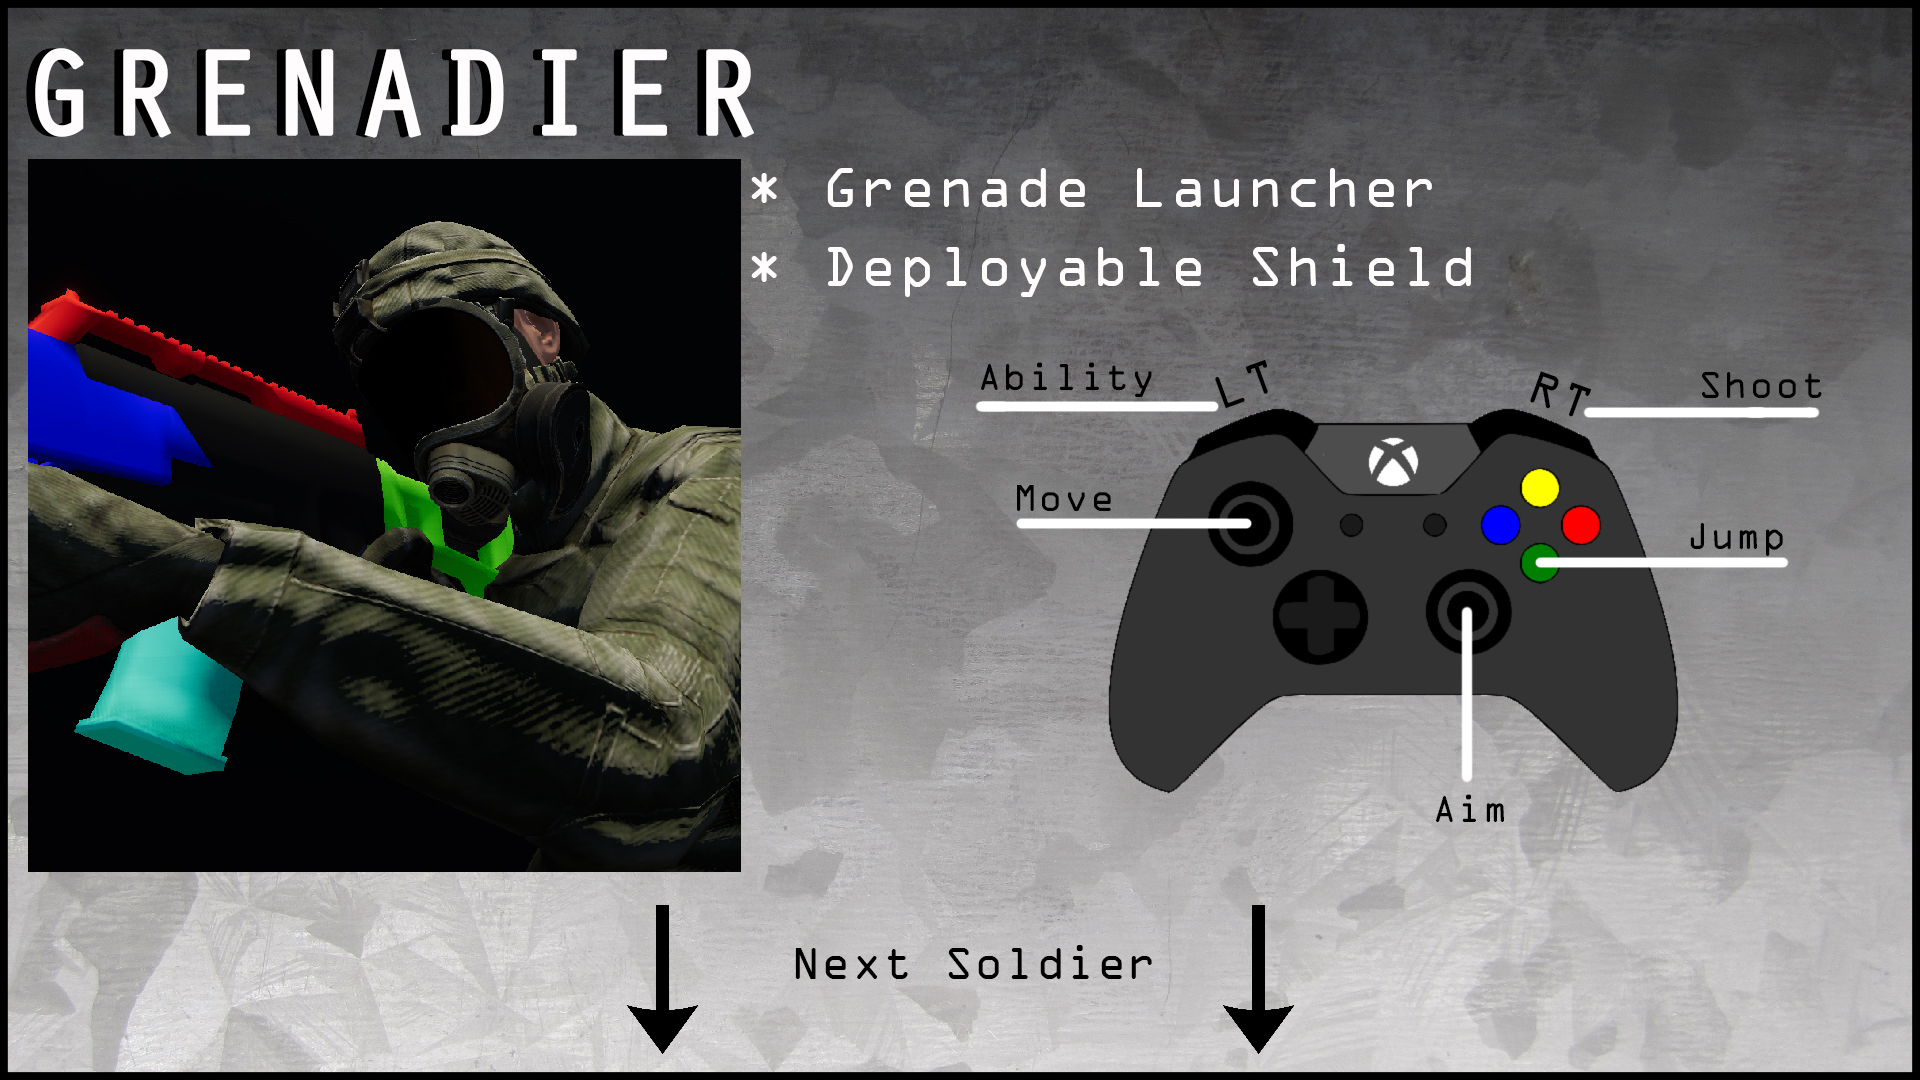 GRENADIER
* Grenade Launcher
* Deployable Shield
Ability
LT
RT
Shoot
Move
Jump
Aim
Next Soldier